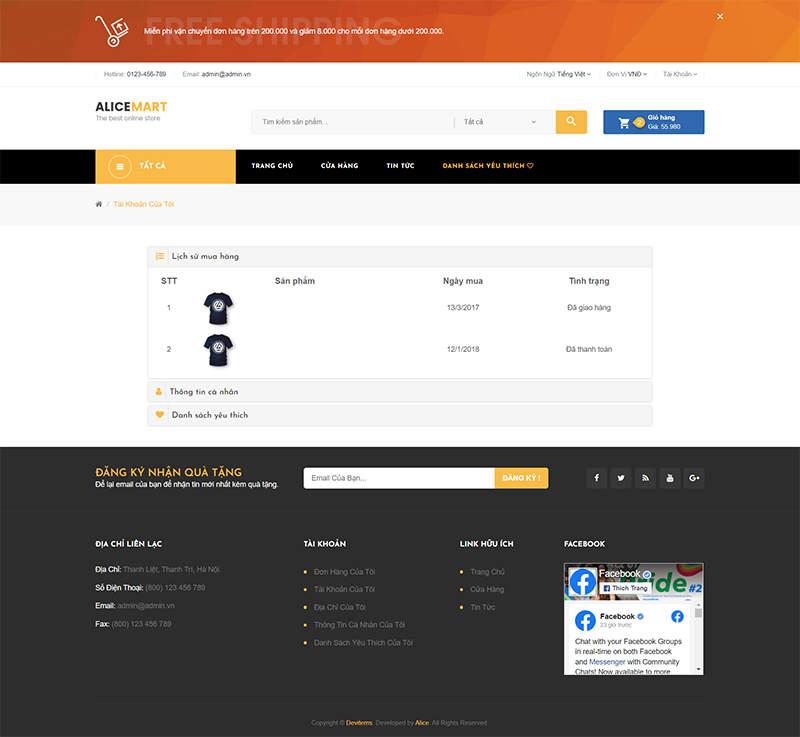 FREE SHIPPING
Miễn phí vận chuyển đơn hàng trên 200.000 và giảm 8.000 cho mỗi đơn hàng dưới 200.000.
Hotline: 0123-456-789 Email: admin@admin.vn Ngôn Ngữ Tiếng Việt Đơn Vị VNĐ Tài Khoản
ALICEMART
The best online store
Tìm kiếm sản phẩm... Tất cả
2 Giỏ hàng
Giá: 55.980
TẤT CẢ TRANG CHỦ CỬA HÀNG TIN TỨC DANH SÁCH YÊU THÍCH
/ Tài Khoản Của Tôi
Lịch sử mua hàng
STT Sản phẩm Ngày mua Tình trạng
1 13/3/2017 Đã giao hàng
2 12/1/2018 Đã thanh toán
Thông tin cá nhân
Danh sách yêu thích
ĐĂNG KÝ NHẬN QUÀ TẶNG
Để lại email của bạn để nhận tin mới nhất kèm quà tặng.
Email Của Bạn... ĐĂNG KÝ !
ĐỊA CHỈ LIÊN LẠC
Địa Chỉ: Thanh Liệt, Thanh Trì, Hà Nội.
Số Điện Thoại: (800) 123 456 789
Email: admin@admin.vn
Fax: (800) 123 456 789
TÀI KHOẢN
Đơn Hàng Của Tôi
Tài Khoản Của Tôi
Địa Chỉ Của Tôi
Thông Tin Cá Nhân Của Tôi
Danh Sách Yêu Thích Của Tôi
LINK HỮU ÍCH
Trang Chủ
Cửa Hàng
Tin Tức
FACEBOOK
Facebook
Thích Trang
#2
Facebook
23 giờ trước
Chat with your Facebook Groups
in real-time on both Facebook
and Messenger with Community
Chats! Now available to more
Copyright © Devitems. Developed by Alice. All Rights Reserved.